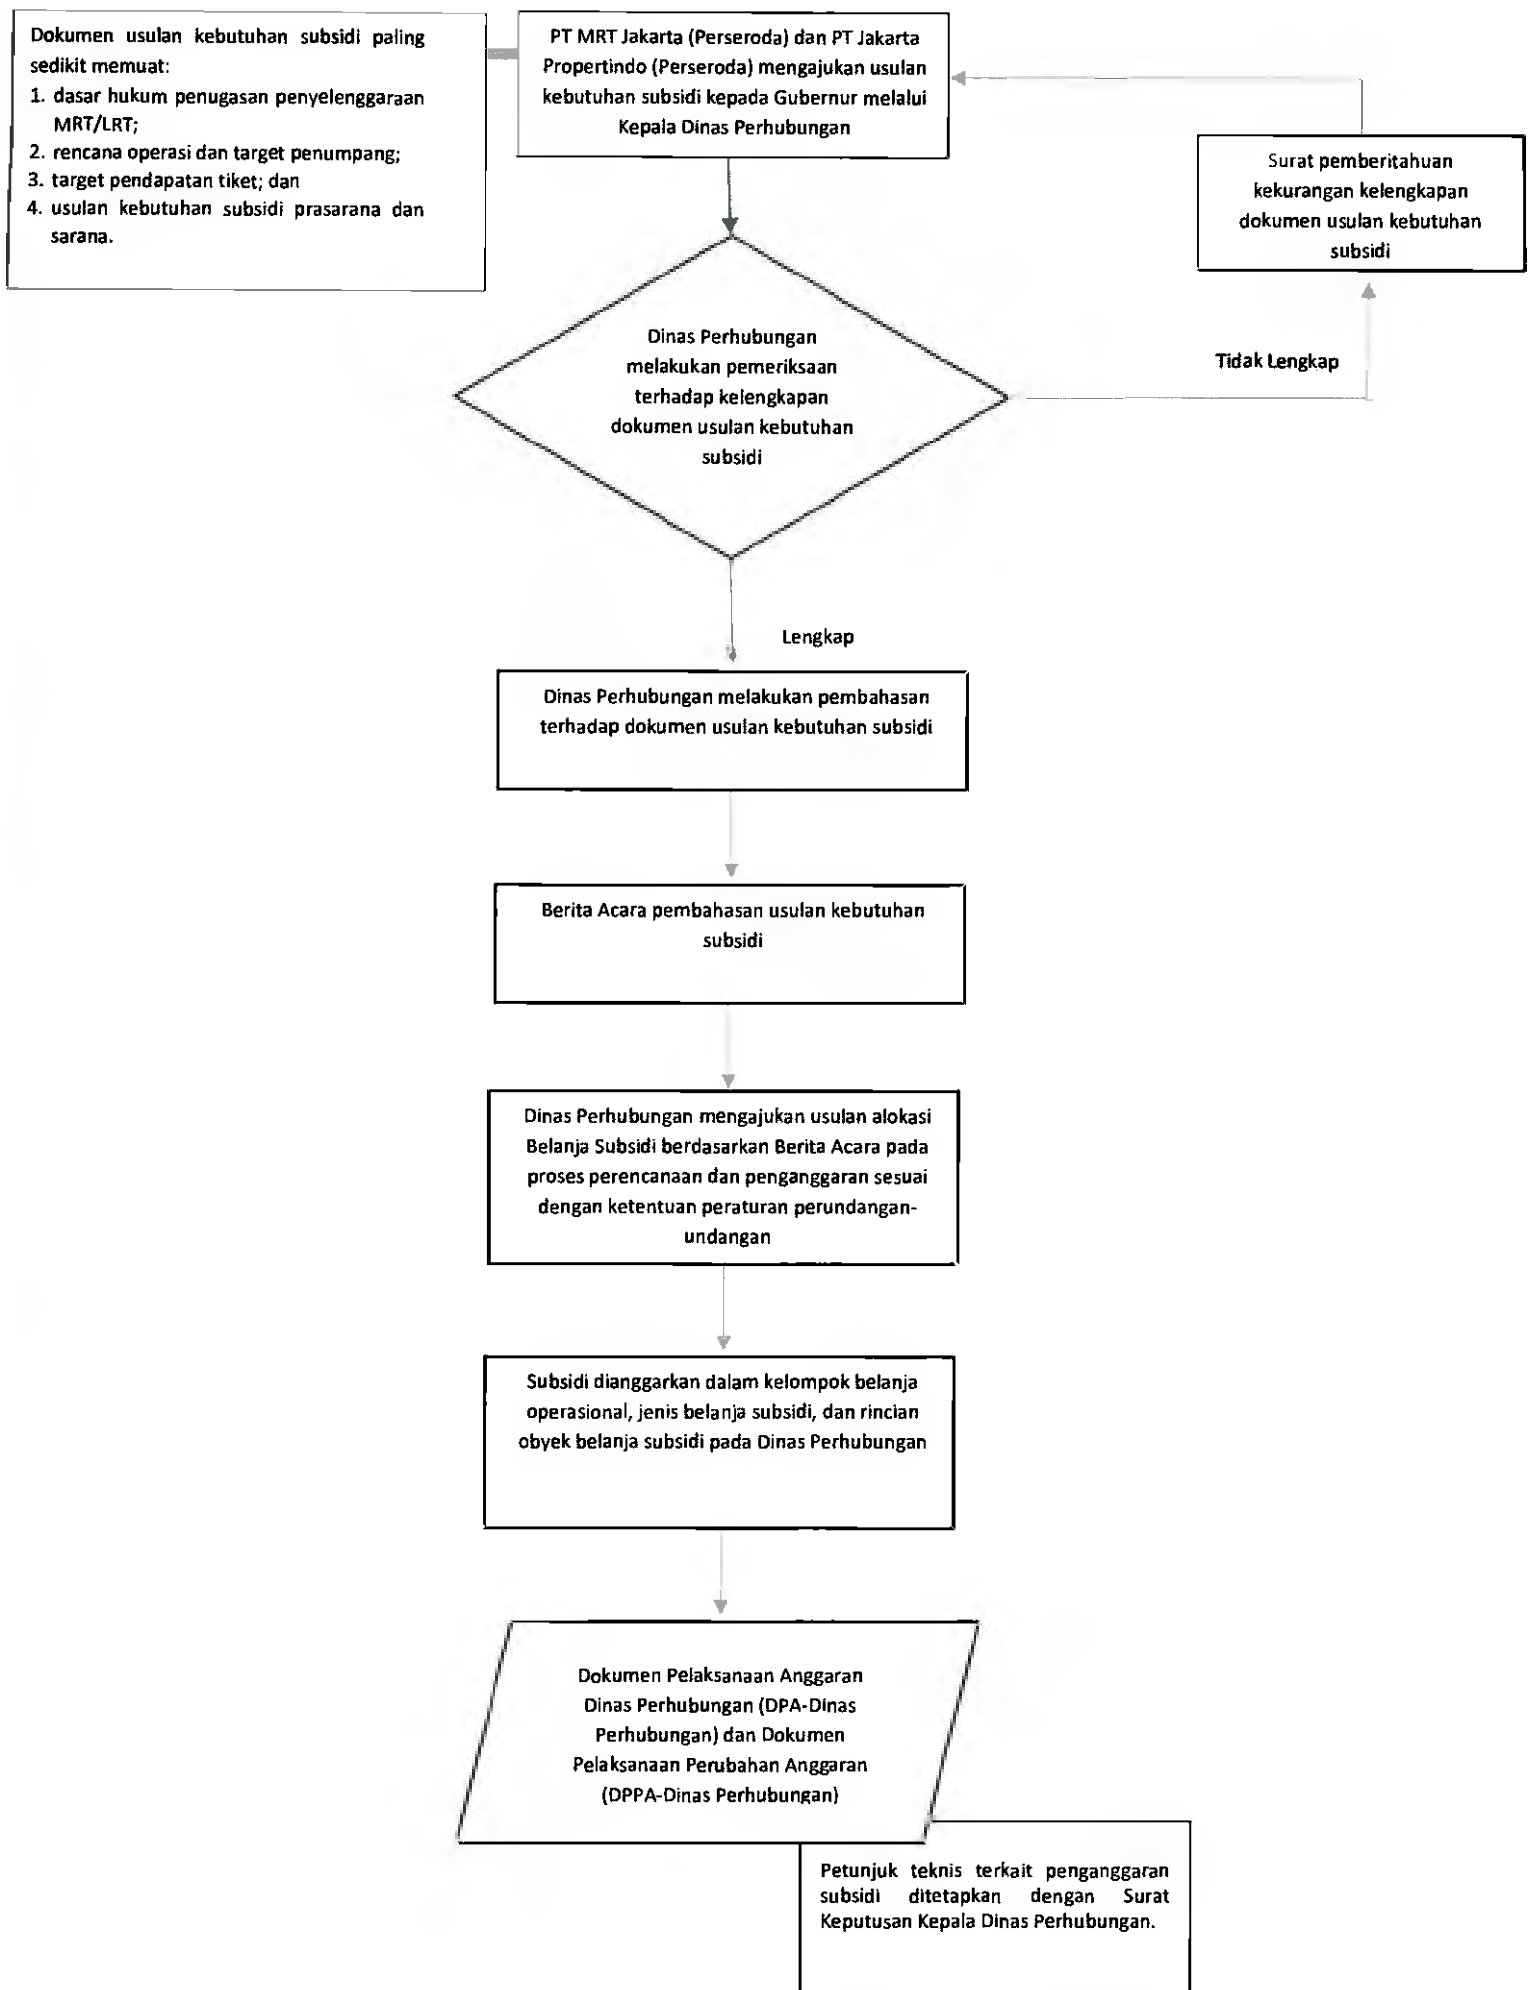 Dokumen usulan kebutuhan subsidi paling
sedikit memuat:
1. dasar hukum penugasan penyelenggaraan
MRT/LRT;
2. rencana operasi dan target penumpang;
3. target pendapatan tiket; dan
4. usulan kebutuhan subsidi prasarana dan
sarana.
PT MRT Jakarta (Perseroda) dan PT Jakarta
Propertindo (Perseroda) mengajukan usulan
kebutuhan subsidi kepada Gubernur melalui
Kepala Dinas Perhubungan
Surat pemberitahuan
kekurangan kelengkapan
dokumen usulan kebutuhan
subsidi
Dinas Perhubungan
melakukan pemeriksaan
terhadap kelengkapan
dokumen usulan kebutuhan
subsidi
Tidak Lengkap
Lengkap
Dinas Perhubungan melakukan pembahasan
terhadap dokumen usulan kebutuhan subsidi
Berita Acara pembahasan usulan kebutuhan
subsidi
Dinas Perhubungan mengajukan usulan alokasi
Belanja Subsidi berdasarkan Berita Acara pada
proses perencanaan dan penganggaran sesuai
dengan ketentuan peraturan perundangan-
undangan
Subsidi dianggarkan dalam kelompok belanja
operasional, jenis belanja subsidi, dan rincian
obyek belanja subsidi pada Dinas Perhubungan
Dokumen Pelaksanaan Anggaran
Dinas Perhubungan (DPA-Dinas
Perhubungan) dan Dokumen
Pelaksanaan Perubahan Anggaran
(DPPA-Dinas Perhubungan)
Petunjuk teknis terkait penganggaran
subsidi ditetapkan dengan Surat
Keputusan Kepala Dinas Perhubungan.